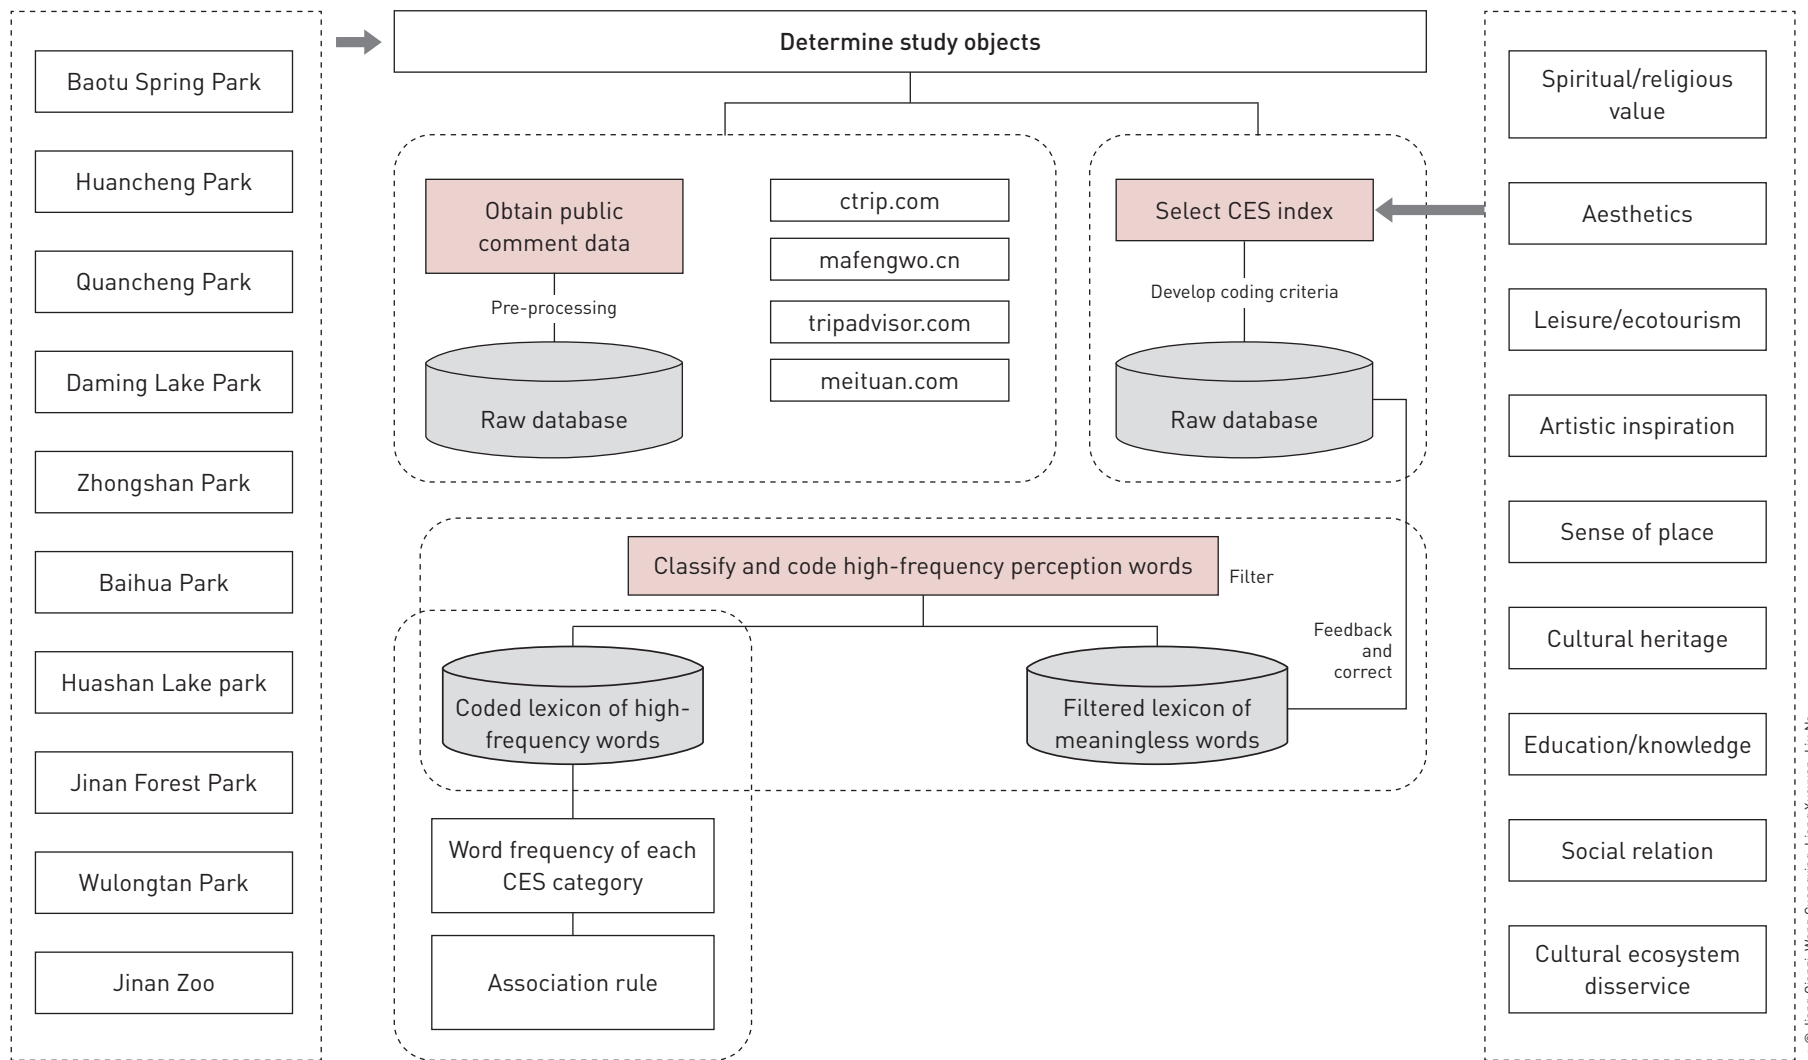 Baotu Spring Park
Huancheng Park
Quancheng Park
Daming Lake Park
Zhongshan Park
Baihua Park
Huashan Lake park
Jinan Forest Park
Wulongtan Park
Jinan Zoo
Determine study objects
Obtain public
comment data
Pre-processing
Raw database
ctrip.com
mafengwo.cn
tripadvisor.com
meituan.com
Select CES index
Develop coding criteria
Raw database
Classify and code high-frequency perception words
Filter
Feedback
and
correct
Coded lexicon of high-
frequency words
Filtered lexicon of
meaningless words
Word frequency of each
CES category
Association rule
Spiritual/religious
value
Aesthetics
Leisure/ecotourism
Artistic inspiration
Sense of place
Cultural heritage
Education/knowledge
Social relation
Cultural ecosystem
disservice